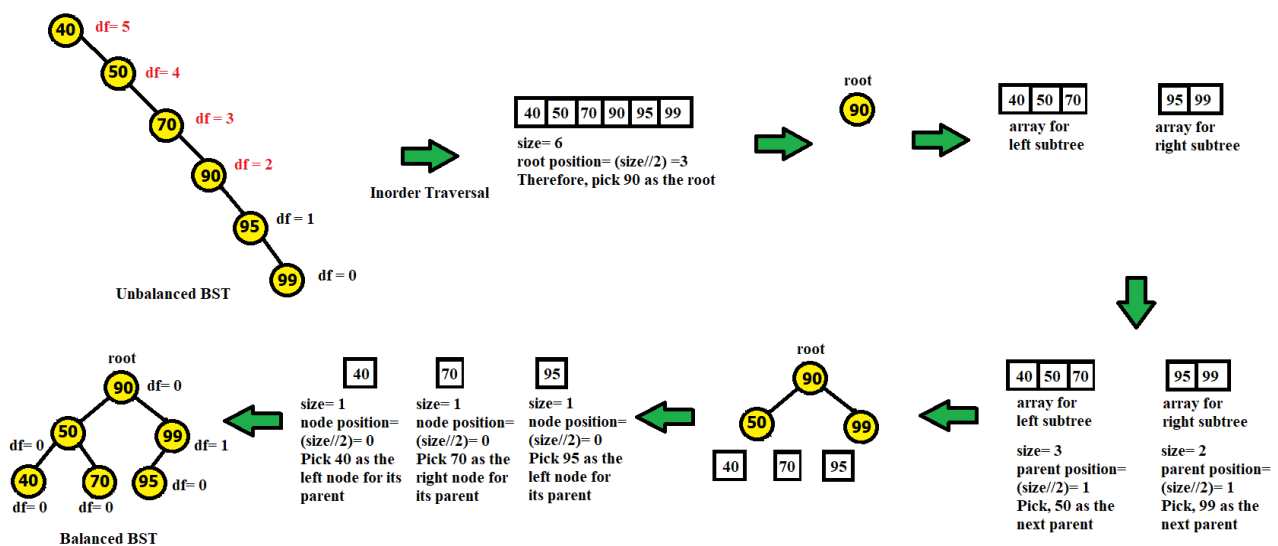 40 df= 5
50 df= 4
70 df= 3
90 df= 2
95 df= 1
99 df= 0
Unbalanced BST
Inorder Traversal
40 50 70 90 95 99
size= 6
root position= (size//2) =3
Therefore, pick 90 as the root
root
90
40 50 70
array for
left subtree
95 99
array for
right subtree
40 50 70
array for
left subtree
size= 3
parent position=
(size//2)= 1
Pick, 50 as the
next parent
95 99
array for
right subtree
size= 2
parent position=
(size//2)= 1
Pick, 99 as the
next parent
root
90
50 99
40 70 95
40
size= 1
node position=
(size//2)= 0
Pick 40 as the
left node for its
parent
70
size= 1
node position=
(size//2)= 0
Pick 70 as the
right node for
its parent
95
size= 1
node position=
(size//2)= 0
Pick 95 as the
left node for
its parent
root
90 df= 0
df= 0 50 99 df= 1
40 70 95 df= 0
df= 0 df= 0
Balanced BST